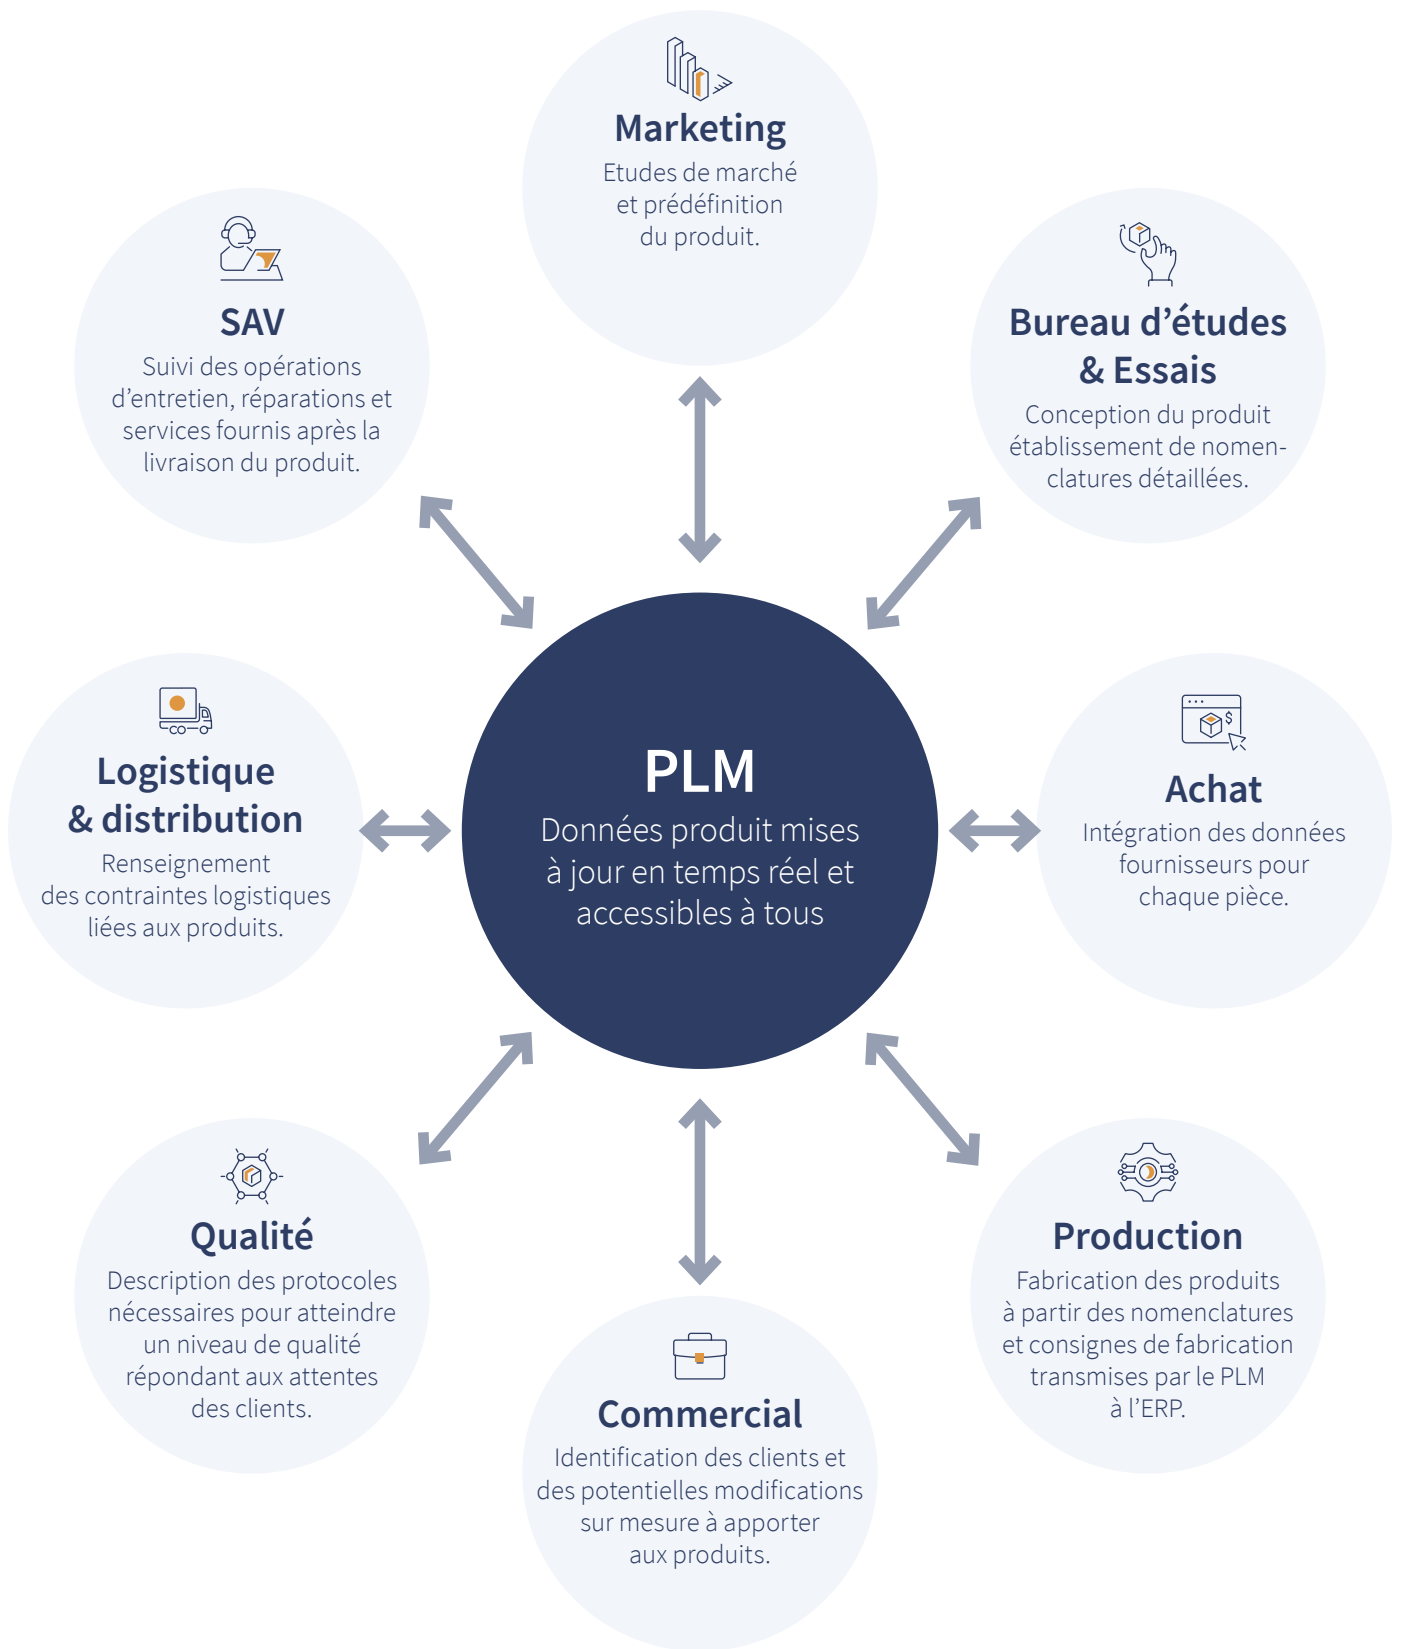 Marketing
Etudes de marché
et prédéfinition
du produit.
SAV
Suivi des opérations
d’entretien, réparations et
services fournis après la
livraison du produit.
Bureau d’études
& Essais
Conception du produit
établissement de nomen-
clatures détaillées.
Logistique
& distribution
Renseignement
des contraintes logistiques
liées aux produits.
PLM
Données produit mises
à jour en temps réel et
accessibles à tous
$
Achat
Intégration des données
fournisseurs pour
chaque pièce.
Qualité
Description des protocoles
nécessaires pour atteindre
un niveau de qualité
répondant aux attentes
des clients.
Commercial
Identification des clients et
des potentielles modifications
sur mesure à apporter
aux produits.
Production
Fabrication des produits
à partir des nomenclatures
et consignes de fabrication
transmises par le PLM
à l’ERP.